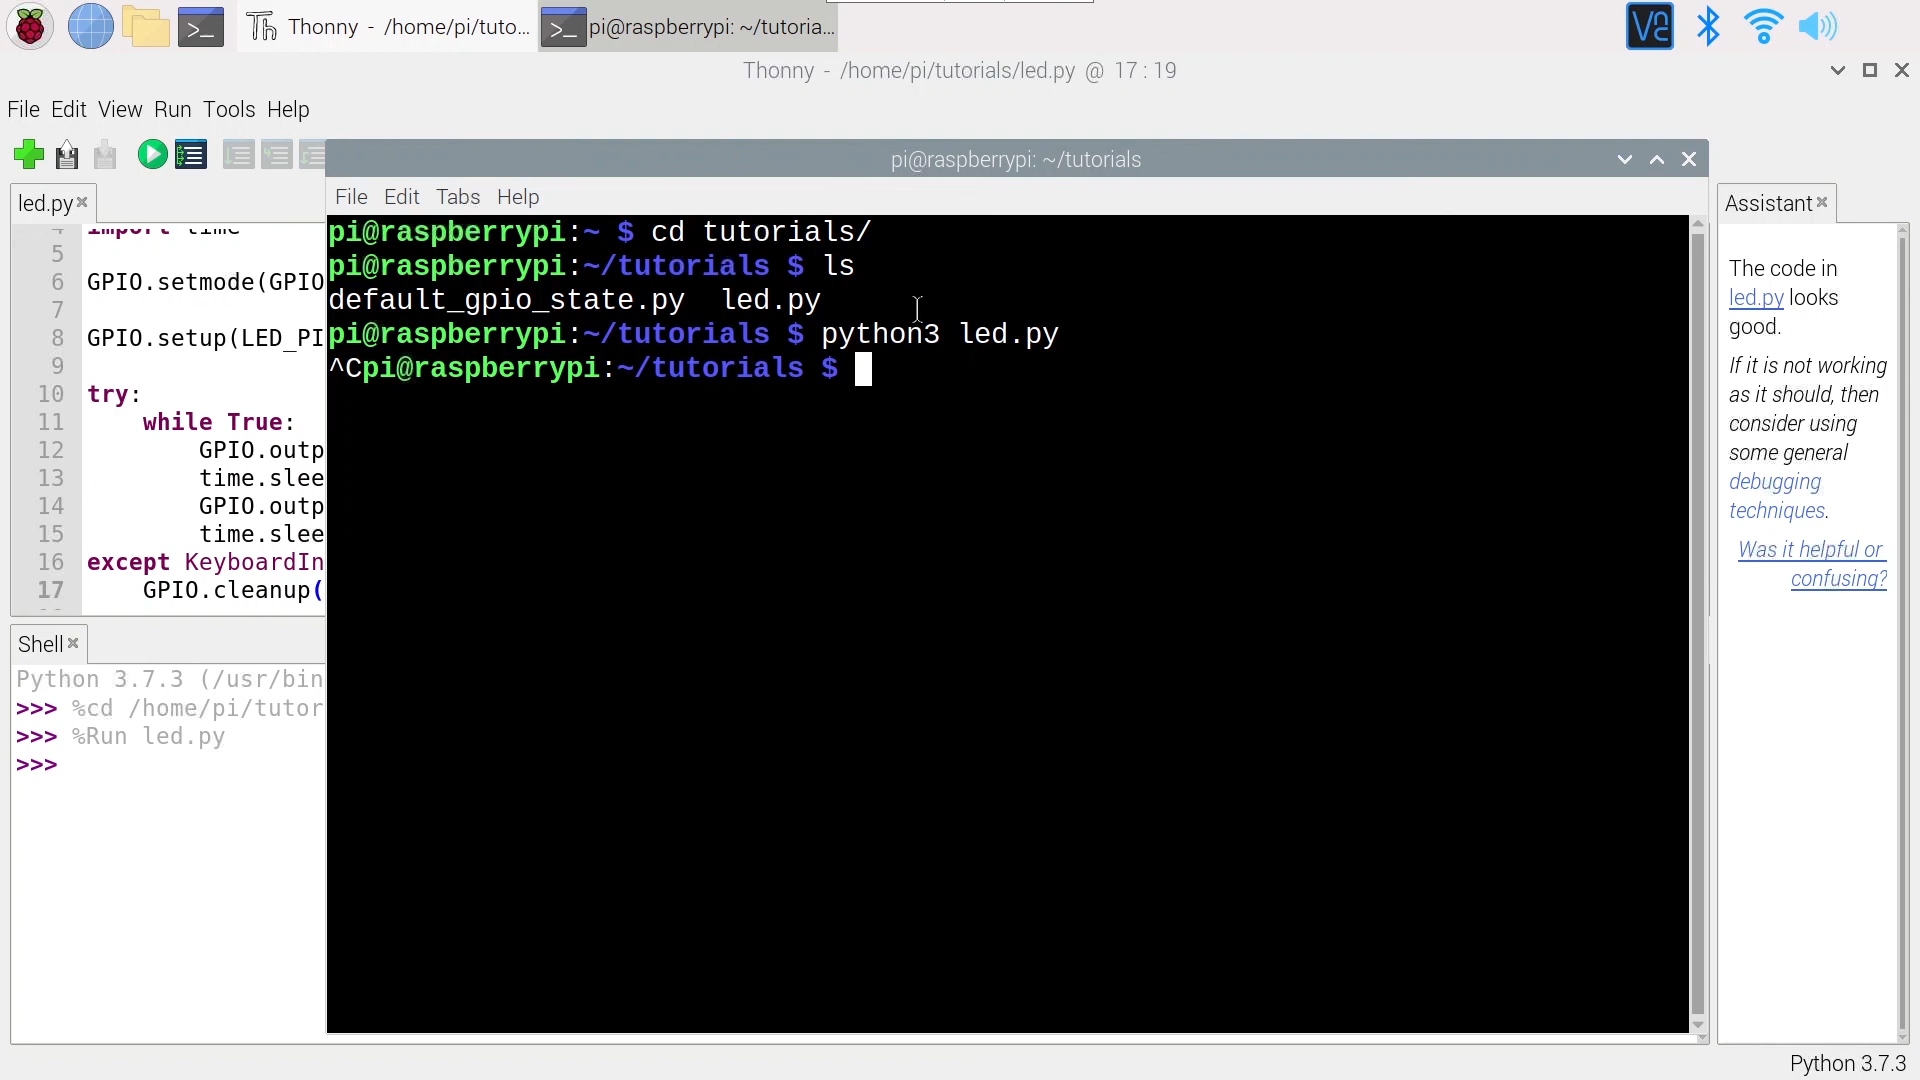 Thonny - /home/pi/tuto...
pi@raspberrypi: ~/tutoria...
Thonny - /home/pi/tutorials/led.py @ 17 : 19
File Edit View Run Tools Help
led.py
4 import time
5
6 GPIO.setmode(GPIO
7
8 GPIO.setup(LED_PI
9
10 try:
11 while True:
12 GPIO.outp
13 time.slee
14 GPIO.outp
15 time.slee
16 except KeyboardIn
17 GPIO.cleanup(
Shell
Python 3.7.3 (/usr/bin
>>> %cd /home/pi/tutor
>>> %Run led.py
>>>
pi@raspberrypi: ~/tutorials
File Edit Tabs Help
pi@raspberrypi:~ $ cd tutorials/
pi@raspberrypi:~/tutorials $ ls
default_gpio_state.py led.py
pi@raspberrypi:~/tutorials $ python3 led.py
^Cpi@raspberrypi:~/tutorials $
Assistant
The code in
led.py looks
good.
If it is not working
as it should, then
consider using
some general
debugging
techniques.
Was it helpful or
confusing?
Python 3.7.3